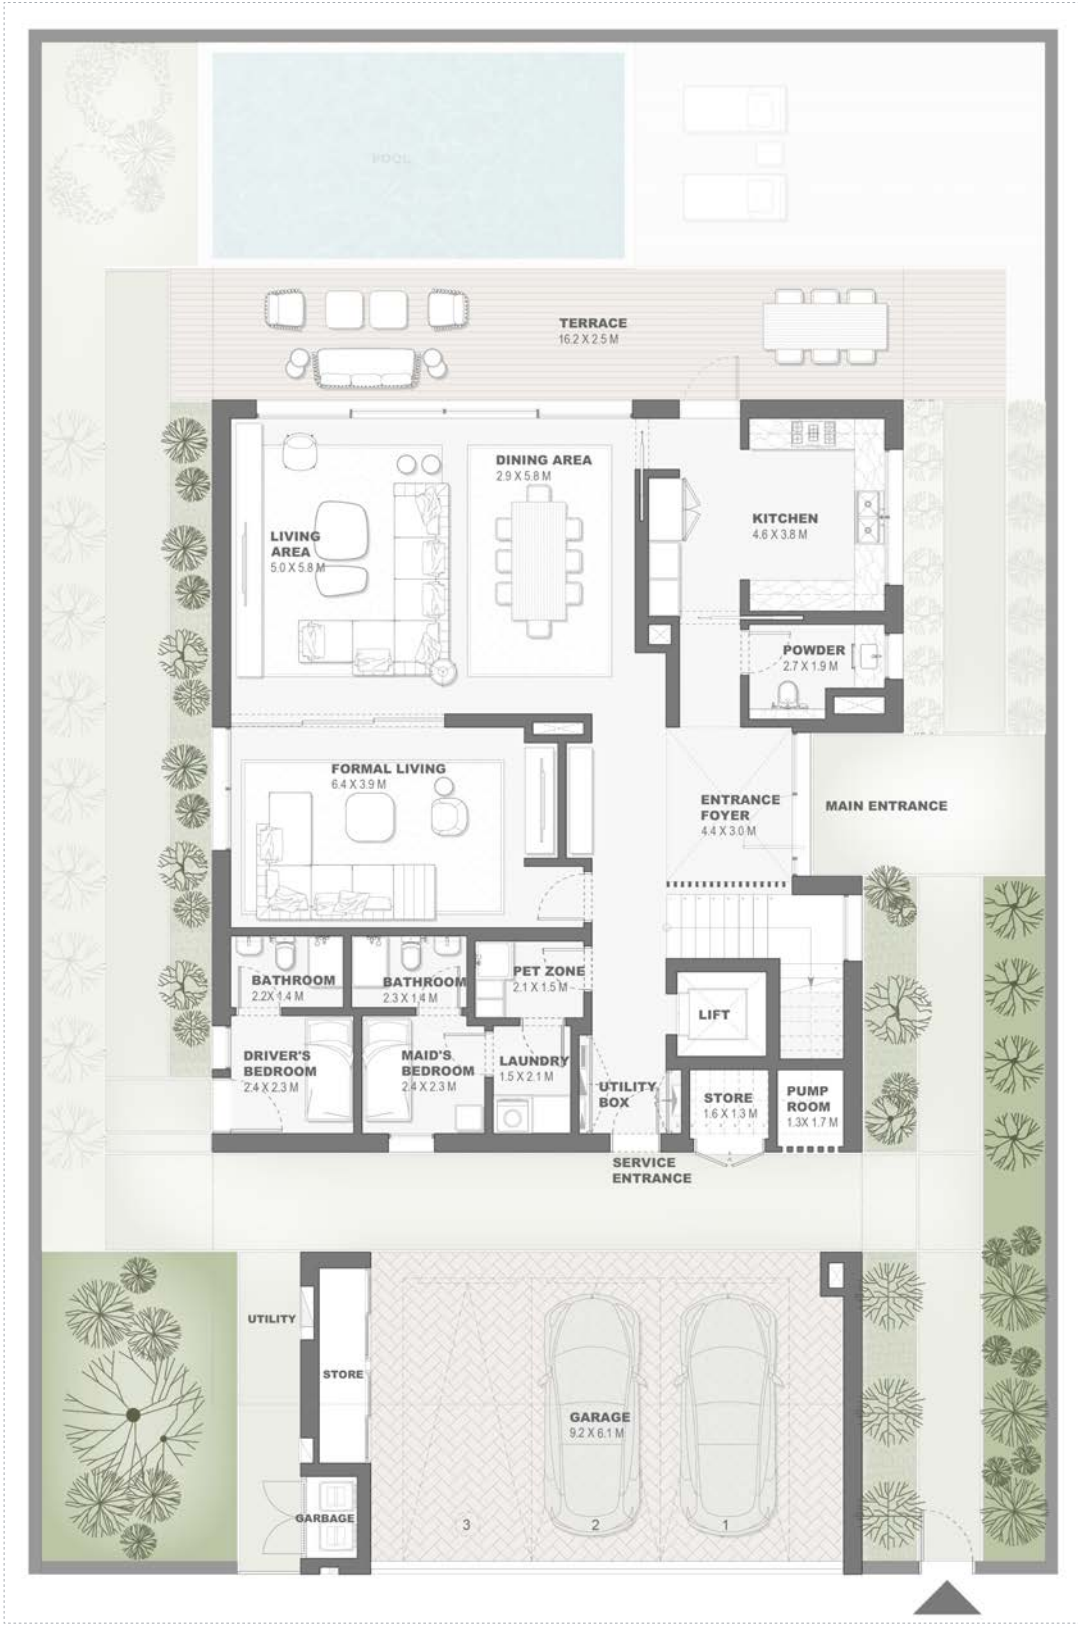 POOL
TERRACE
16.2 X 2.5 M
DINING AREA
2.9 X 5.8 M
LIVING
AREA
5.0 X 5.8 M
KITCHEN
4.6 X 3.8 M
POWDER
2.7 X 1.9 M
FORMAL LIVING
6.4 X 3.9 M
ENTRANCE
FOYER
4.4 X 3.0 M
MAIN ENTRANCE
BATHROOM
2.2X 1.4 M
BATHROOM
2.3 X 1.4 M
PET ZONE
2.1 X 1.5 M
LIFT
DRIVER'S
BEDROOM
2.4 X 2.3 M
MAID'S
BEDROOM
2.4 X 2.3 M
LAUNDRY
1.5 X 2.1 M
UTILITY
BOX
STORE
1.6 X 1.3 M
PUMP
ROOM
1.3X 1.7 M
SERVICE
ENTRANCE
UTILITY
STORE
GARAGE
9.2 X 6.1 M
GARBAGE
3
2
1